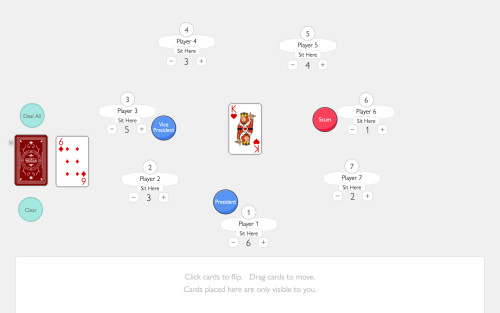 4
Player 4
Sit Here
− 3 +
5
Player 5
Sit Here
− 4 +
3
Player 3
Sit Here
− 5 +
Vice
President
K
K
Scum
6
Player 6
Sit Here
− 1 +
Deal All
6
9
2
Player 2
Sit Here
− 3 +
7
Player 7
Sit Here
− 2 +
Clear
President
1
Player 1
Sit Here
− 6 +
Click cards to flip. Drag cards to move.
Cards placed here are only visible to you.